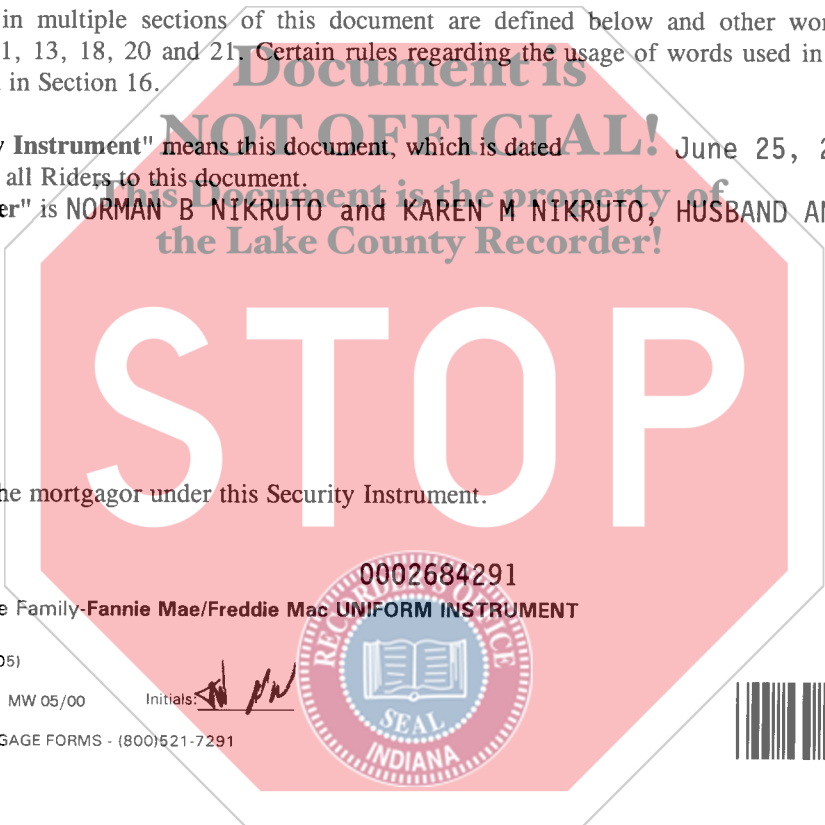 in multiple sections of this document are defined below and other wor
1, 13, 18, 20 and 21. Certain rules regarding the usage of words used in
in Section 16.
Document is
NOT OFFICIAL!
Instrument" means this document, which is dated June 25, 2
all Riders to this document.
This Document is the property of
er" is NORMAN B NIKRUTO and KAREN M NIKRUTO, HUSBAND AN
the Lake County Recorder!
STOP
he mortgagor under this Security Instrument.
0002684291
e Family-Fannie Mae/Freddie Mac UNIFORM INSTRUMENT
RECORDER'S OFFICE
05)
MW 05/00 Initials:
SEAL
GAGE FORMS - (800)521-7291
INDIANA